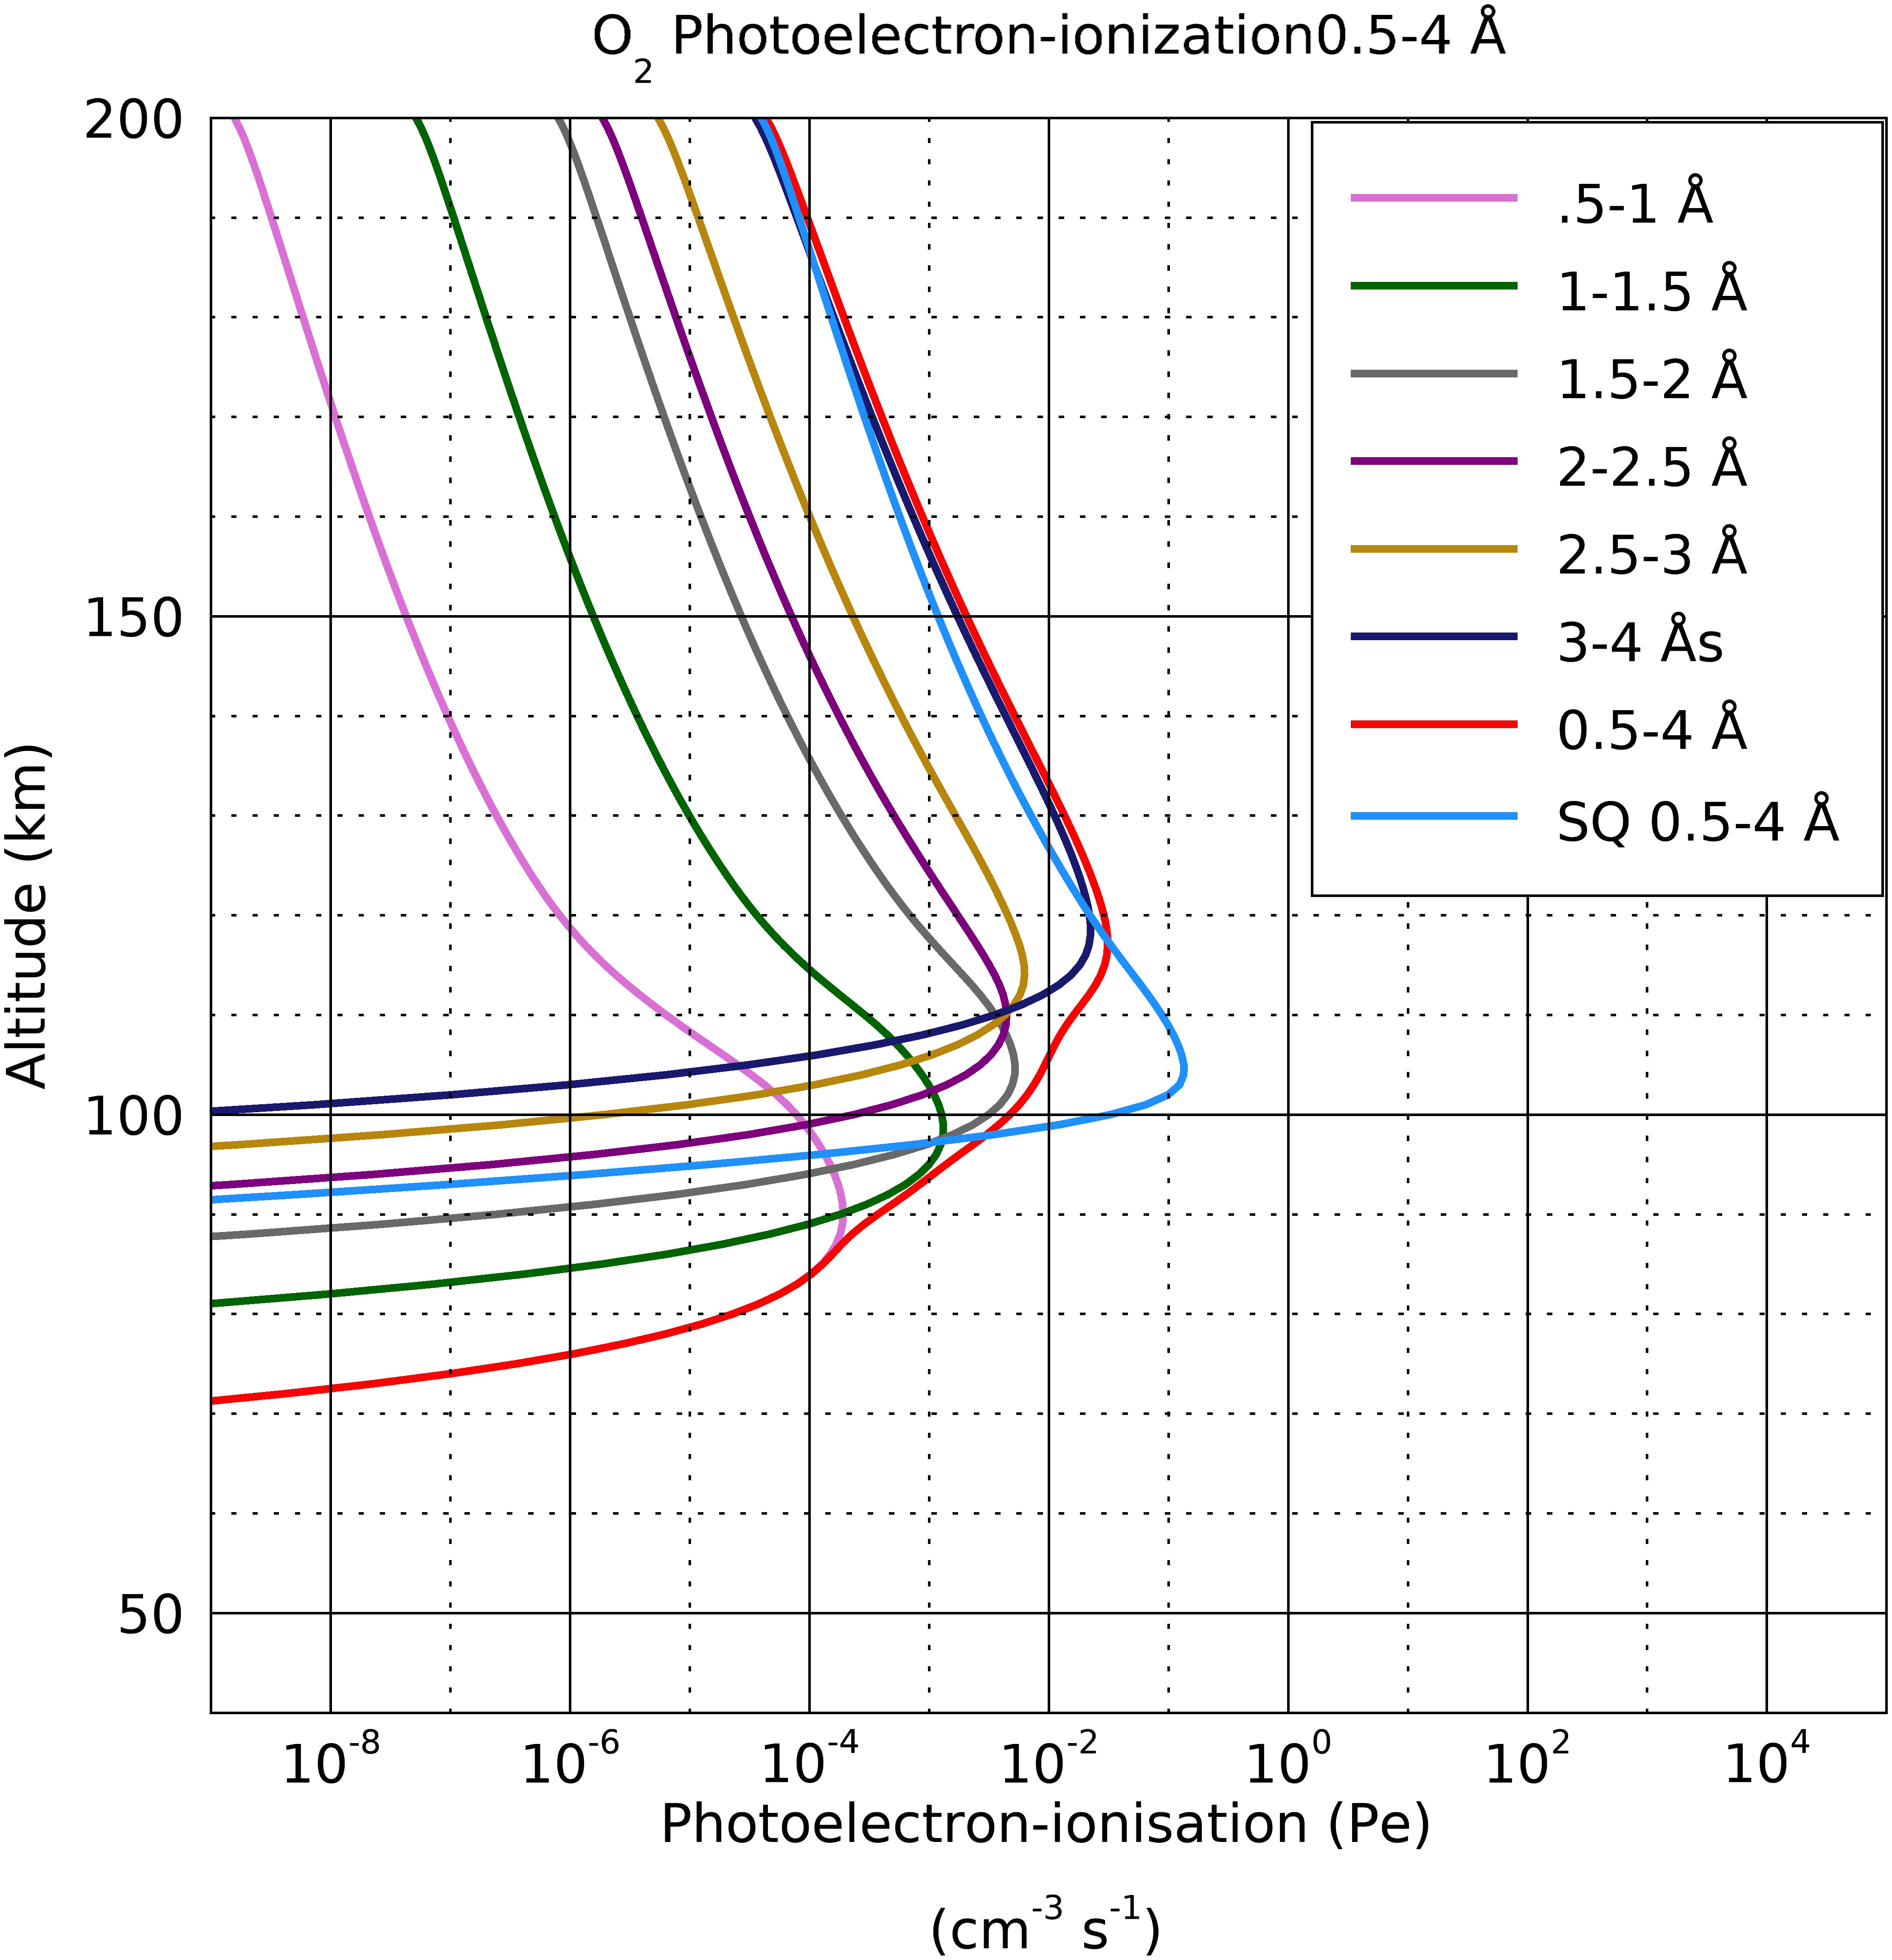 O2 Photoelectron-ionization0.5-4 Å
200
150
100
50
Altitude (km)
.5-1 Å
1-1.5 Å
1.5-2 Å
2-2.5 Å
2.5-3 Å
3-4 Ås
0.5-4 Å
SQ 0.5-4 Å
10-8 10-6 10-4 10-2 100 102 104
Photoelectron-ionisation (Pe)
(cm-3 s-1)